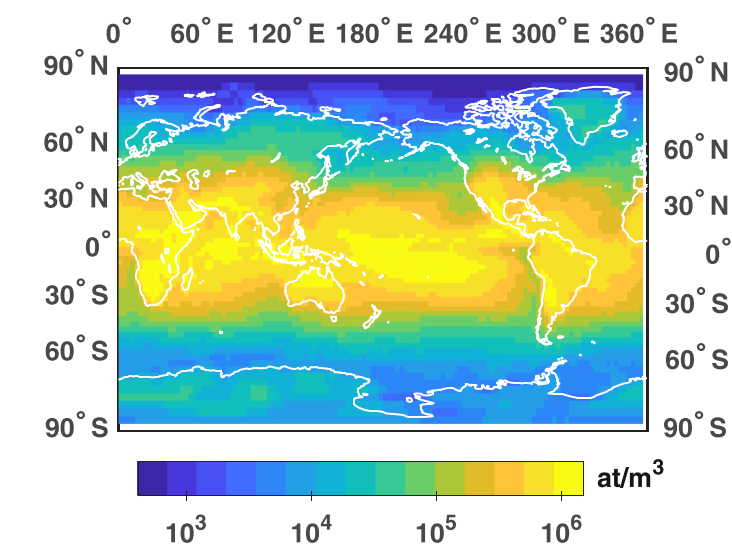 0° 60° E 120° E 180° E 240° E 300° E 360° E
90° N 90° N
60° N 60° N
30° N 30° N
0° 0°
30° S 30° S
60° S 60° S
90° S 90° S
at/m³
10³ 10⁴ 10⁵ 10⁶